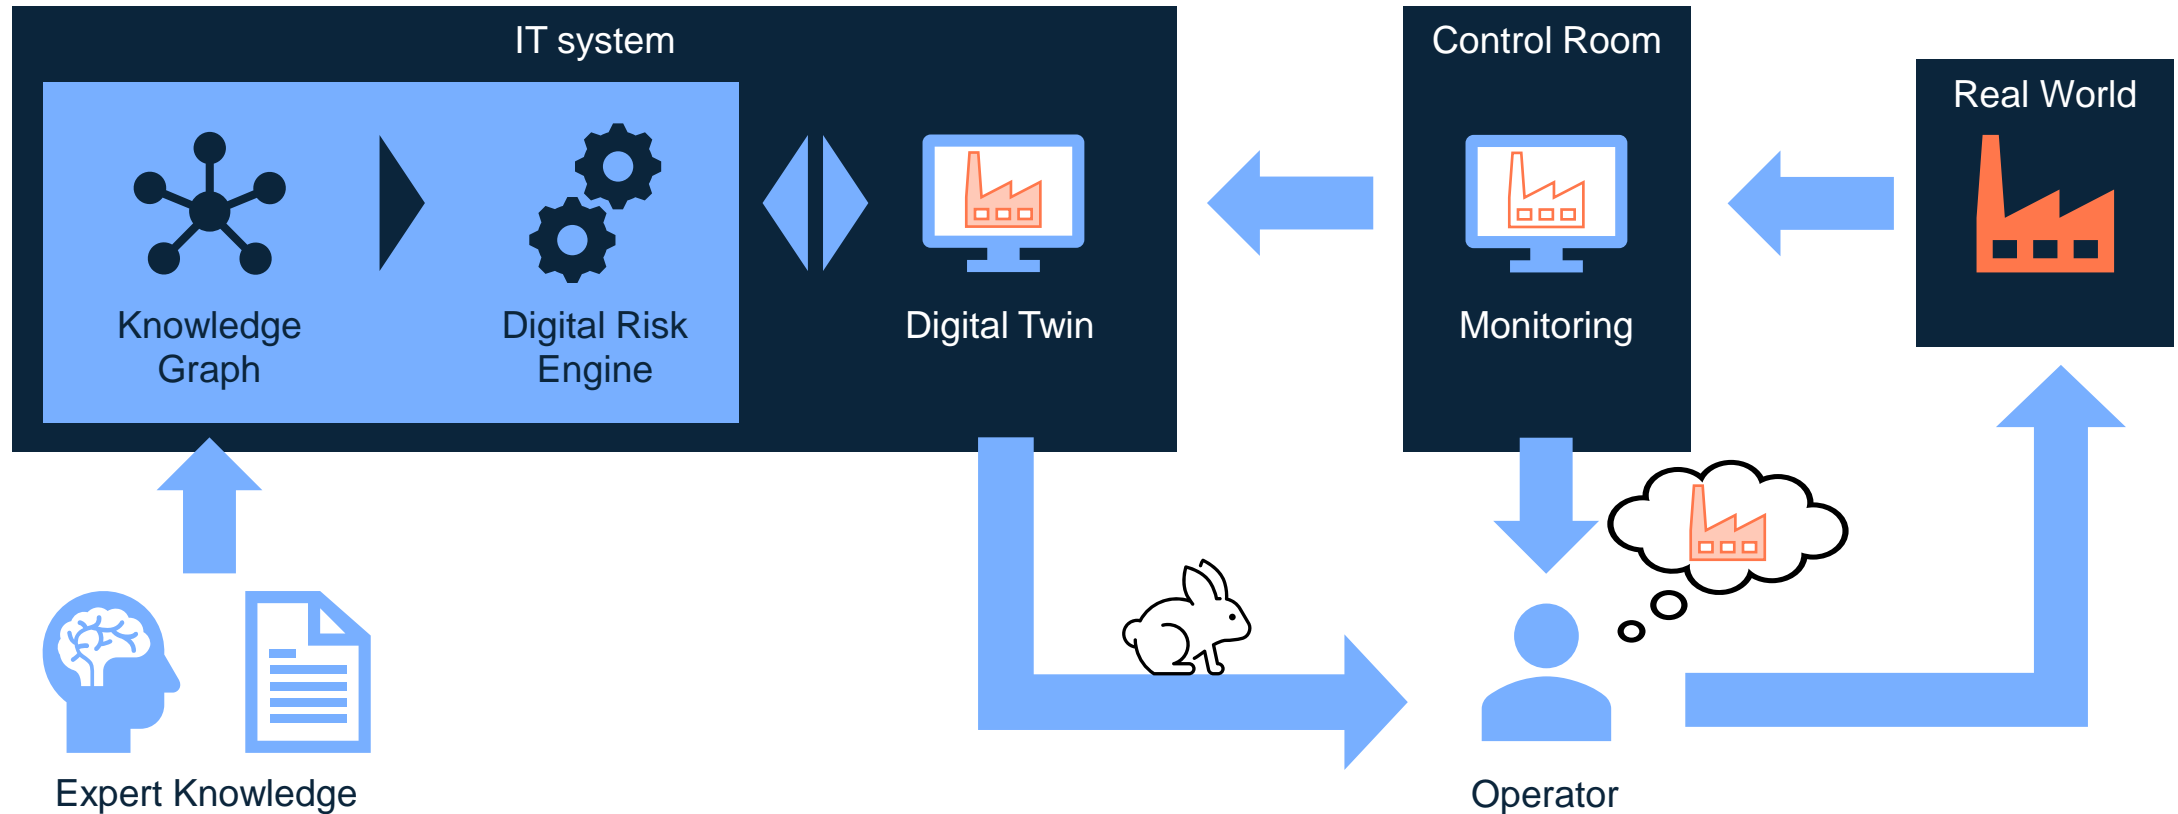 IT system
Control Room
Real World
Knowledge
Graph
Digital Risk
Engine
Digital Twin
Monitoring
Expert Knowledge
Operator